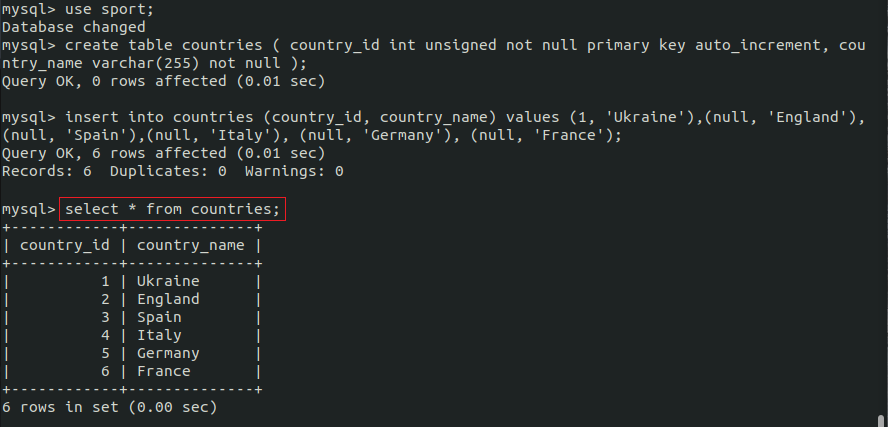 mysql> use sport;
Database changed
mysql> create table countries ( country_id int unsigned not null primary key auto_increment, cou
ntry_name varchar(255) not null );
Query OK, 0 rows affected (0.01 sec)
mysql> insert into countries (country_id, country_name) values (1, 'Ukraine'),(null, 'England'),
(null, 'Spain'),(null, 'Italy'), (null, 'Germany'), (null, 'France');
Query OK, 6 rows affected (0.01 sec)
Records: 6  Duplicates: 0  Warnings: 0
mysql> select * from countries;
+------------+--------------+
| country_id | country_name |
+------------+--------------+
|          1 | Ukraine      |
|          2 | England      |
|          3 | Spain        |
|          4 | Italy        |
|          5 | Germany      |
|          6 | France       |
+------------+--------------+
6 rows in set (0.00 sec)